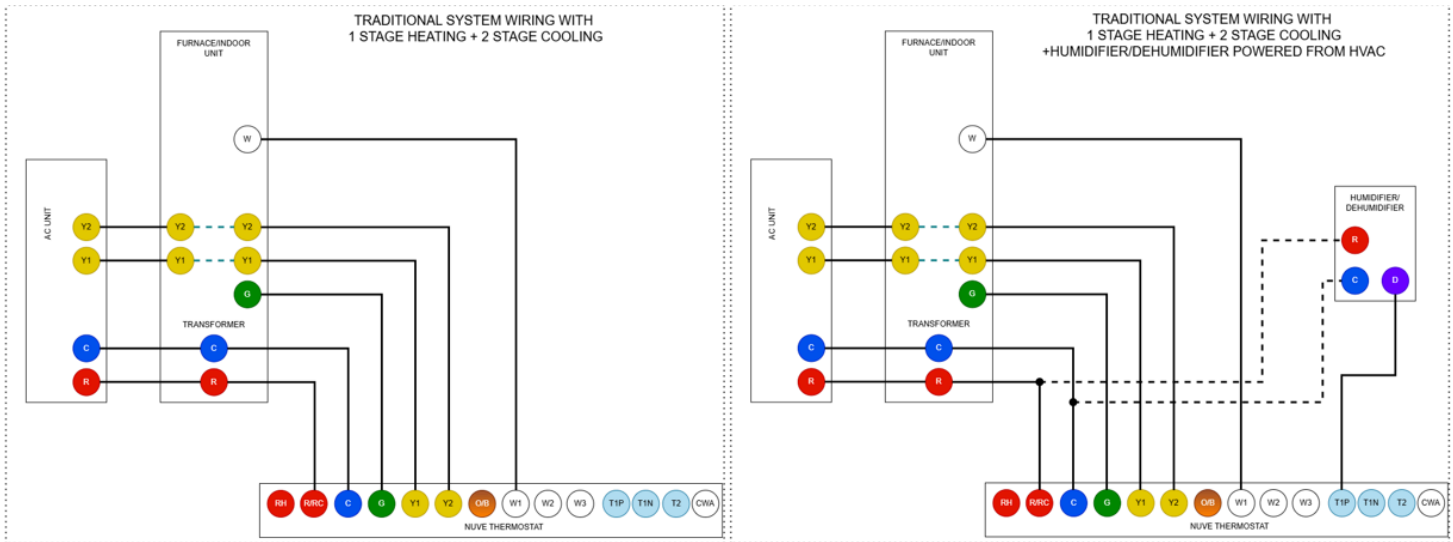 TRADITIONAL SYSTEM WIRING WITH
1 STAGE HEATING + 2 STAGE COOLING
FURNACE/INDOOR
UNIT
W
AC UNIT
Y2 Y2 Y2
Y1 Y1 Y1
G
TRANSFORMER
C C
R R
RH R/RC C G Y1 Y2 O/B W1 W2 W3 T1P T1N T2 CWA
NUVE THERMOSTAT
TRADITIONAL SYSTEM WIRING WITH
1 STAGE HEATING + 2 STAGE COOLING
+HUMIDIFIER/DEHUMIDIFIER POWERED FROM HVAC
FURNACE/INDOOR
UNIT
W
AC UNIT
Y2 Y2 Y2
Y1 Y1 Y1
G
TRANSFORMER
C C
R R
HUMIDIFIER/
DEHUMIDIFIER
R
C D
RH R/RC C G Y1 Y2 O/B W1 W2 W3 T1P T1N T2 CWA
NUVE THERMOSTAT